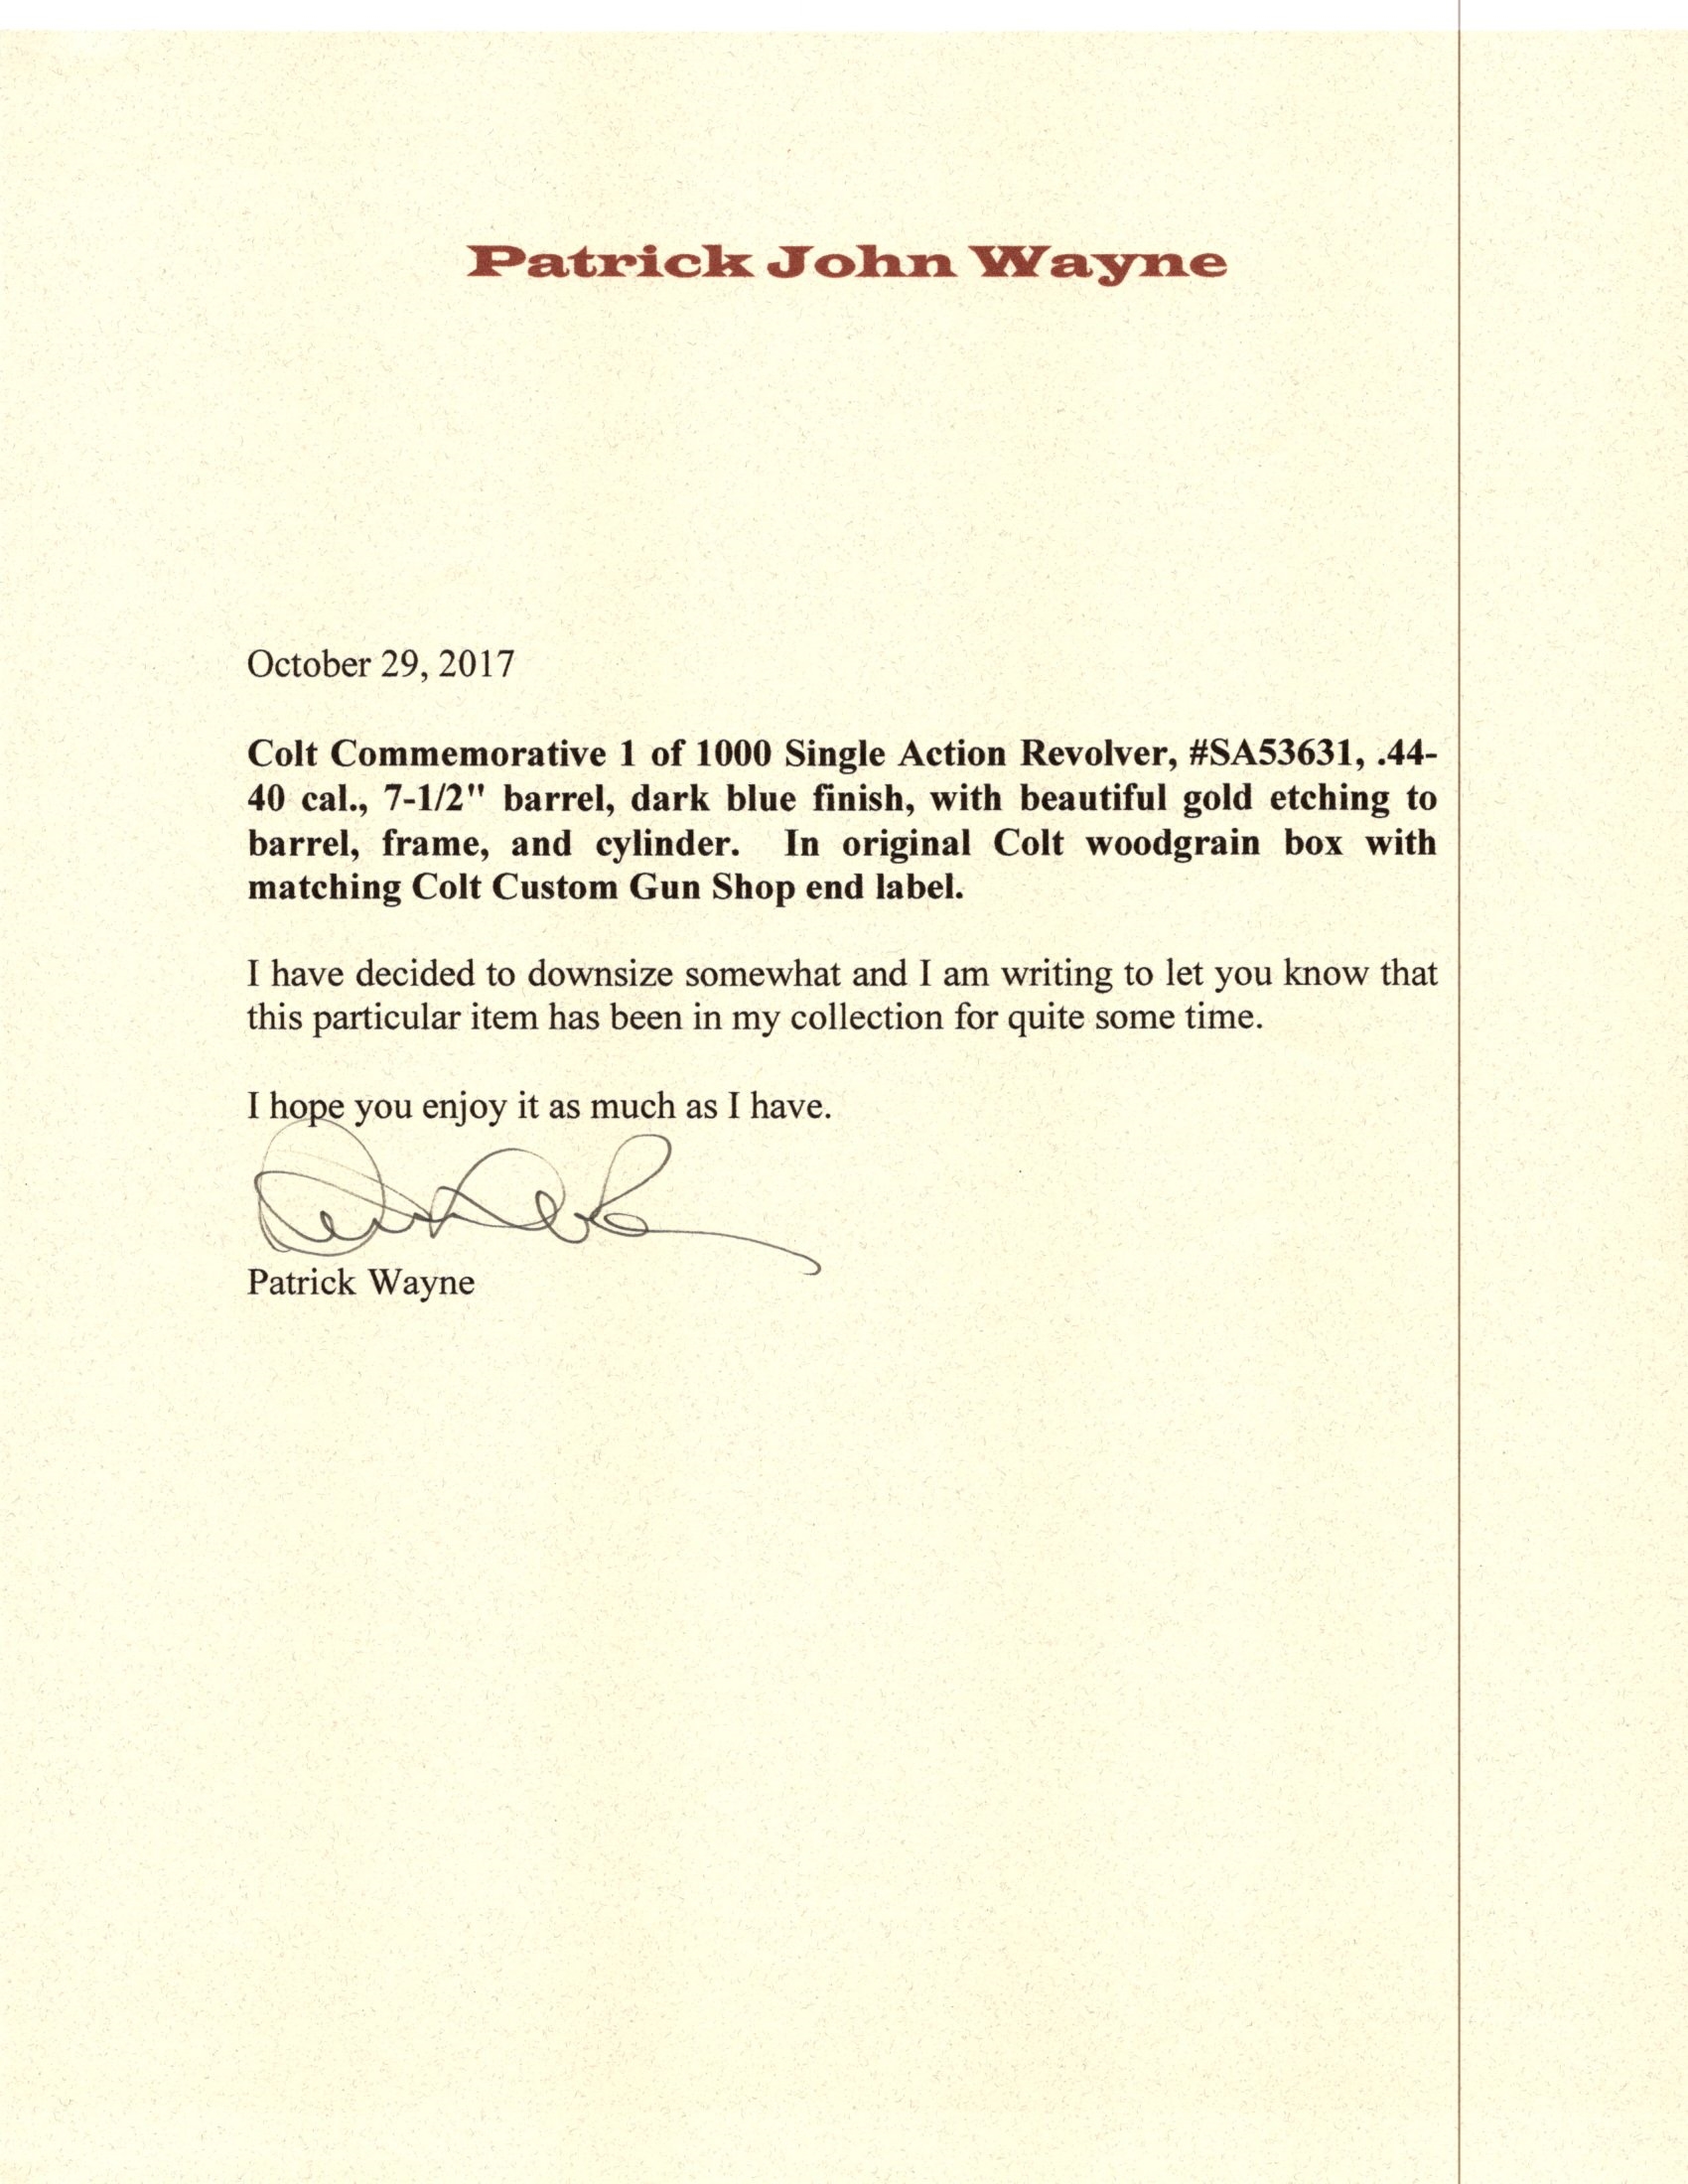 Patrick John Wayne
October 29, 2017
Colt Commemorative 1 of 1000 Single Action Revolver, #SA53631, .44-
40 cal., 7-1/2" barrel, dark blue finish, with beautiful gold etching to
barrel, frame, and cylinder. In original Colt woodgrain box with
matching Colt Custom Gun Shop end label.
I have decided to downsize somewhat and I am writing to let you know that
this particular item has been in my collection for quite some time.
I hope you enjoy it as much as I have.
Patrick Wayne